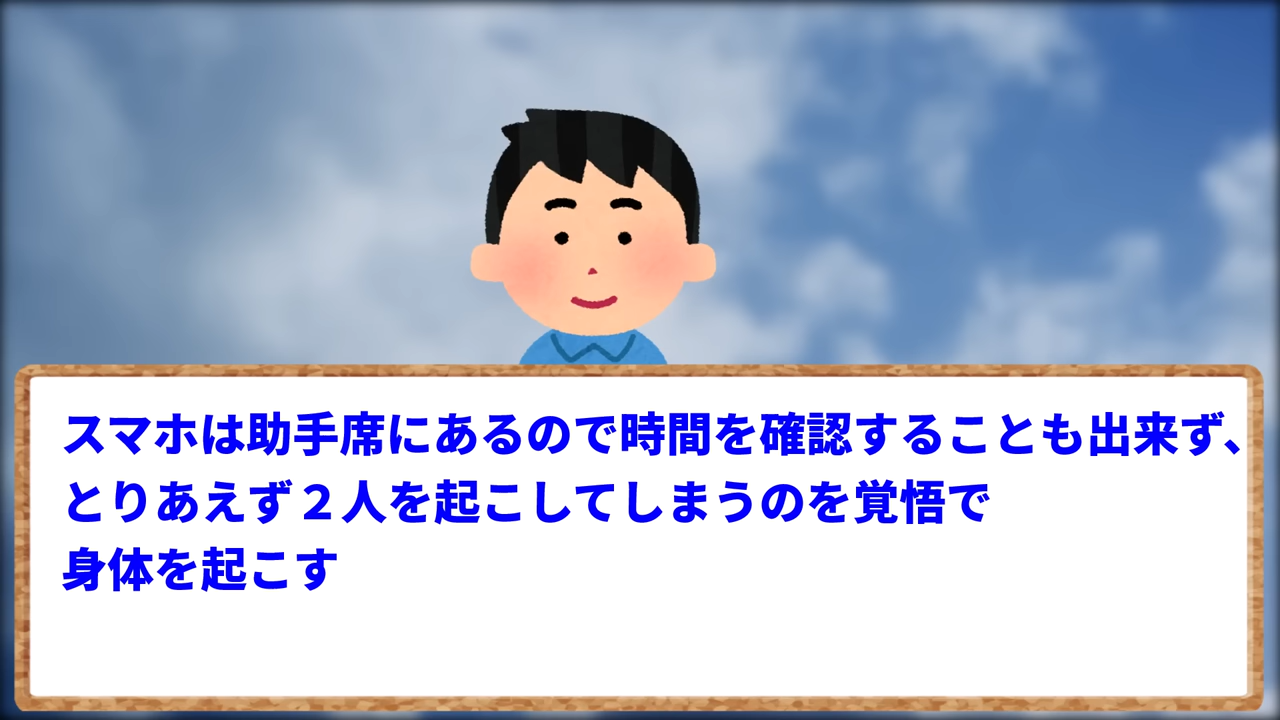 スマホは助手席にあるので時間を確認することも出来ず、
とりあえず２人を起こしてしまうのを覚悟で
身体を起こす